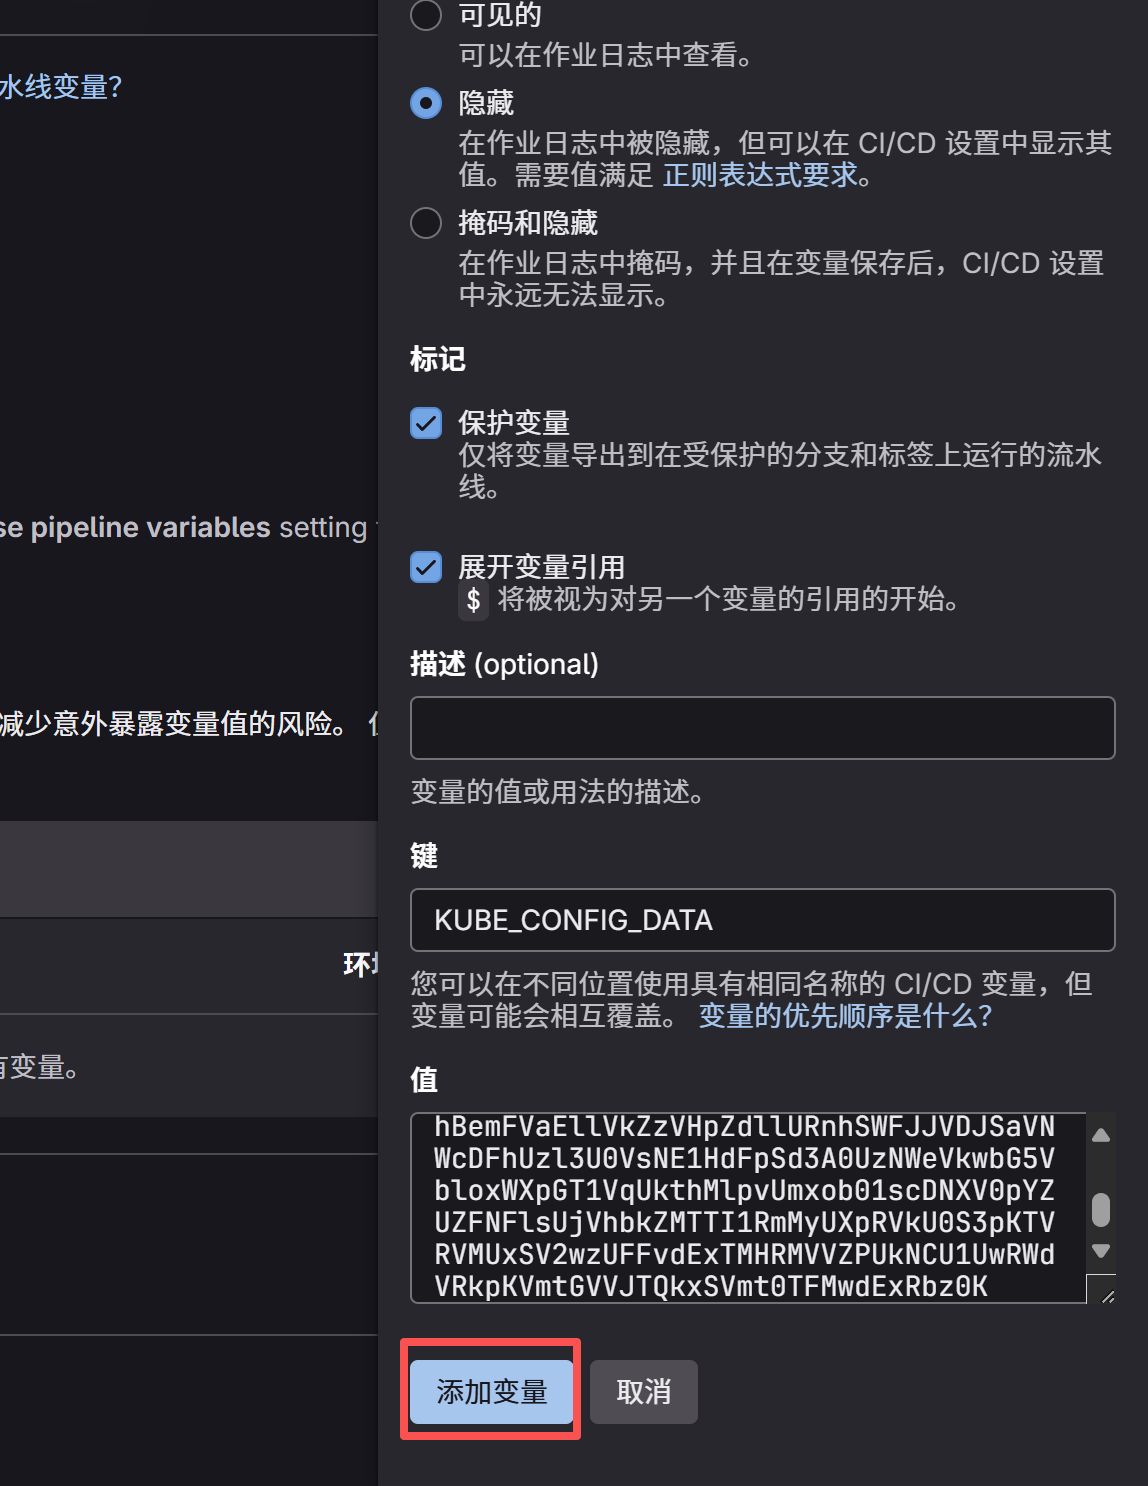 可见的
可以在作业日志中查看。
水线变量？
隐藏
在作业日志中被隐藏，但可以在 CI/CD 设置中显示其
值。需要值满足 正则表达式要求。
掩码和隐藏
在作业日志中掩码，并且在变量保存后，CI/CD 设置
中永远无法显示。
标记
保护变量
仅将变量导出到在受保护的分支和标签上运行的流水
线。
se pipeline variables setting
展开变量引用
$ 将被视为对另一个变量的引用的开始。
描述 (optional)
减少意外暴露变量值的风险。
变量的值或用法的描述。
键
KUBE_CONFIG_DATA
环境
您可以在不同位置使用具有相同名称的 CI/CD 变量，但
变量可能会相互覆盖。 变量的优先顺序是什么？
有变量。
值
hBemFVaEllVkZzVHpZdllURnhSWFJJVDJSaVN
WcDFhUzl3U0VsNE1HdFpSd3A0UzNWeVkwbG5V
bloxWXpGT1VqUkthMlpvUmxob01scDNXV0pYZ
UZFNFlsUjVhbkZMTTI1RmMyUXpRVkU0S3pKTV
RVMUxSV2wzUFFvdExTMHRMVVZPUkNCU1UwRWd
VRkpKVmtGVVJTQkxSVmt0TFMwdExRbz0K
添加变量
取消